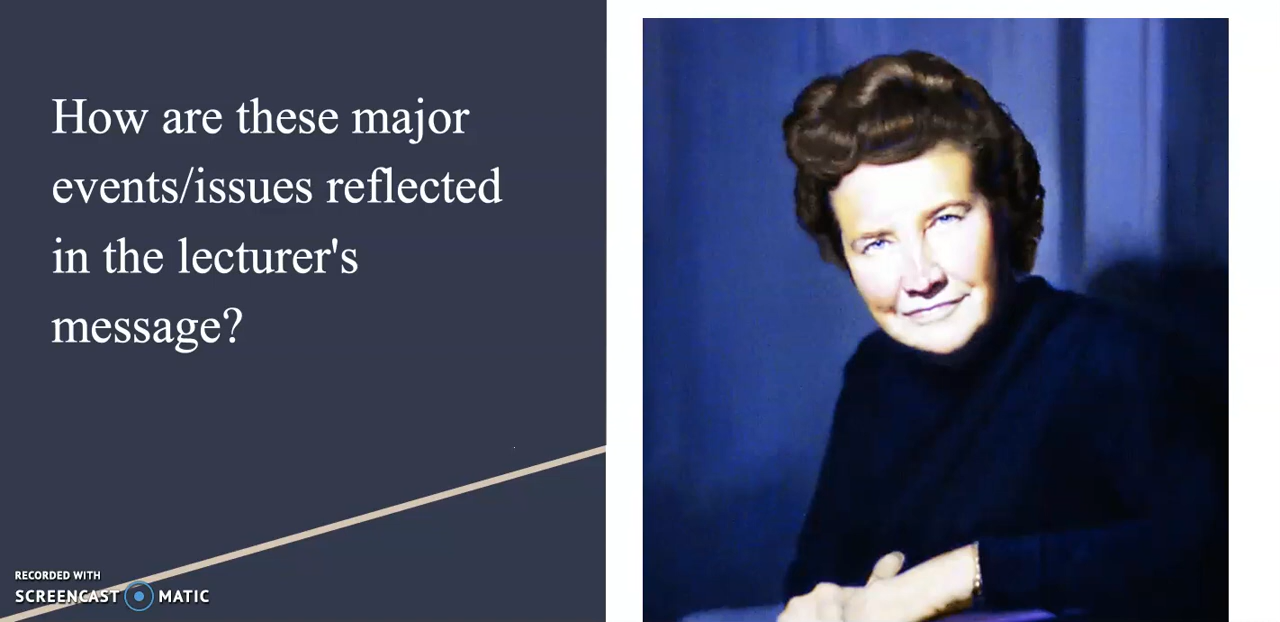 How are these major
events/issues reflected
in the lecturer's
message?
RECORDED WITH
SCREENCAST MATIC